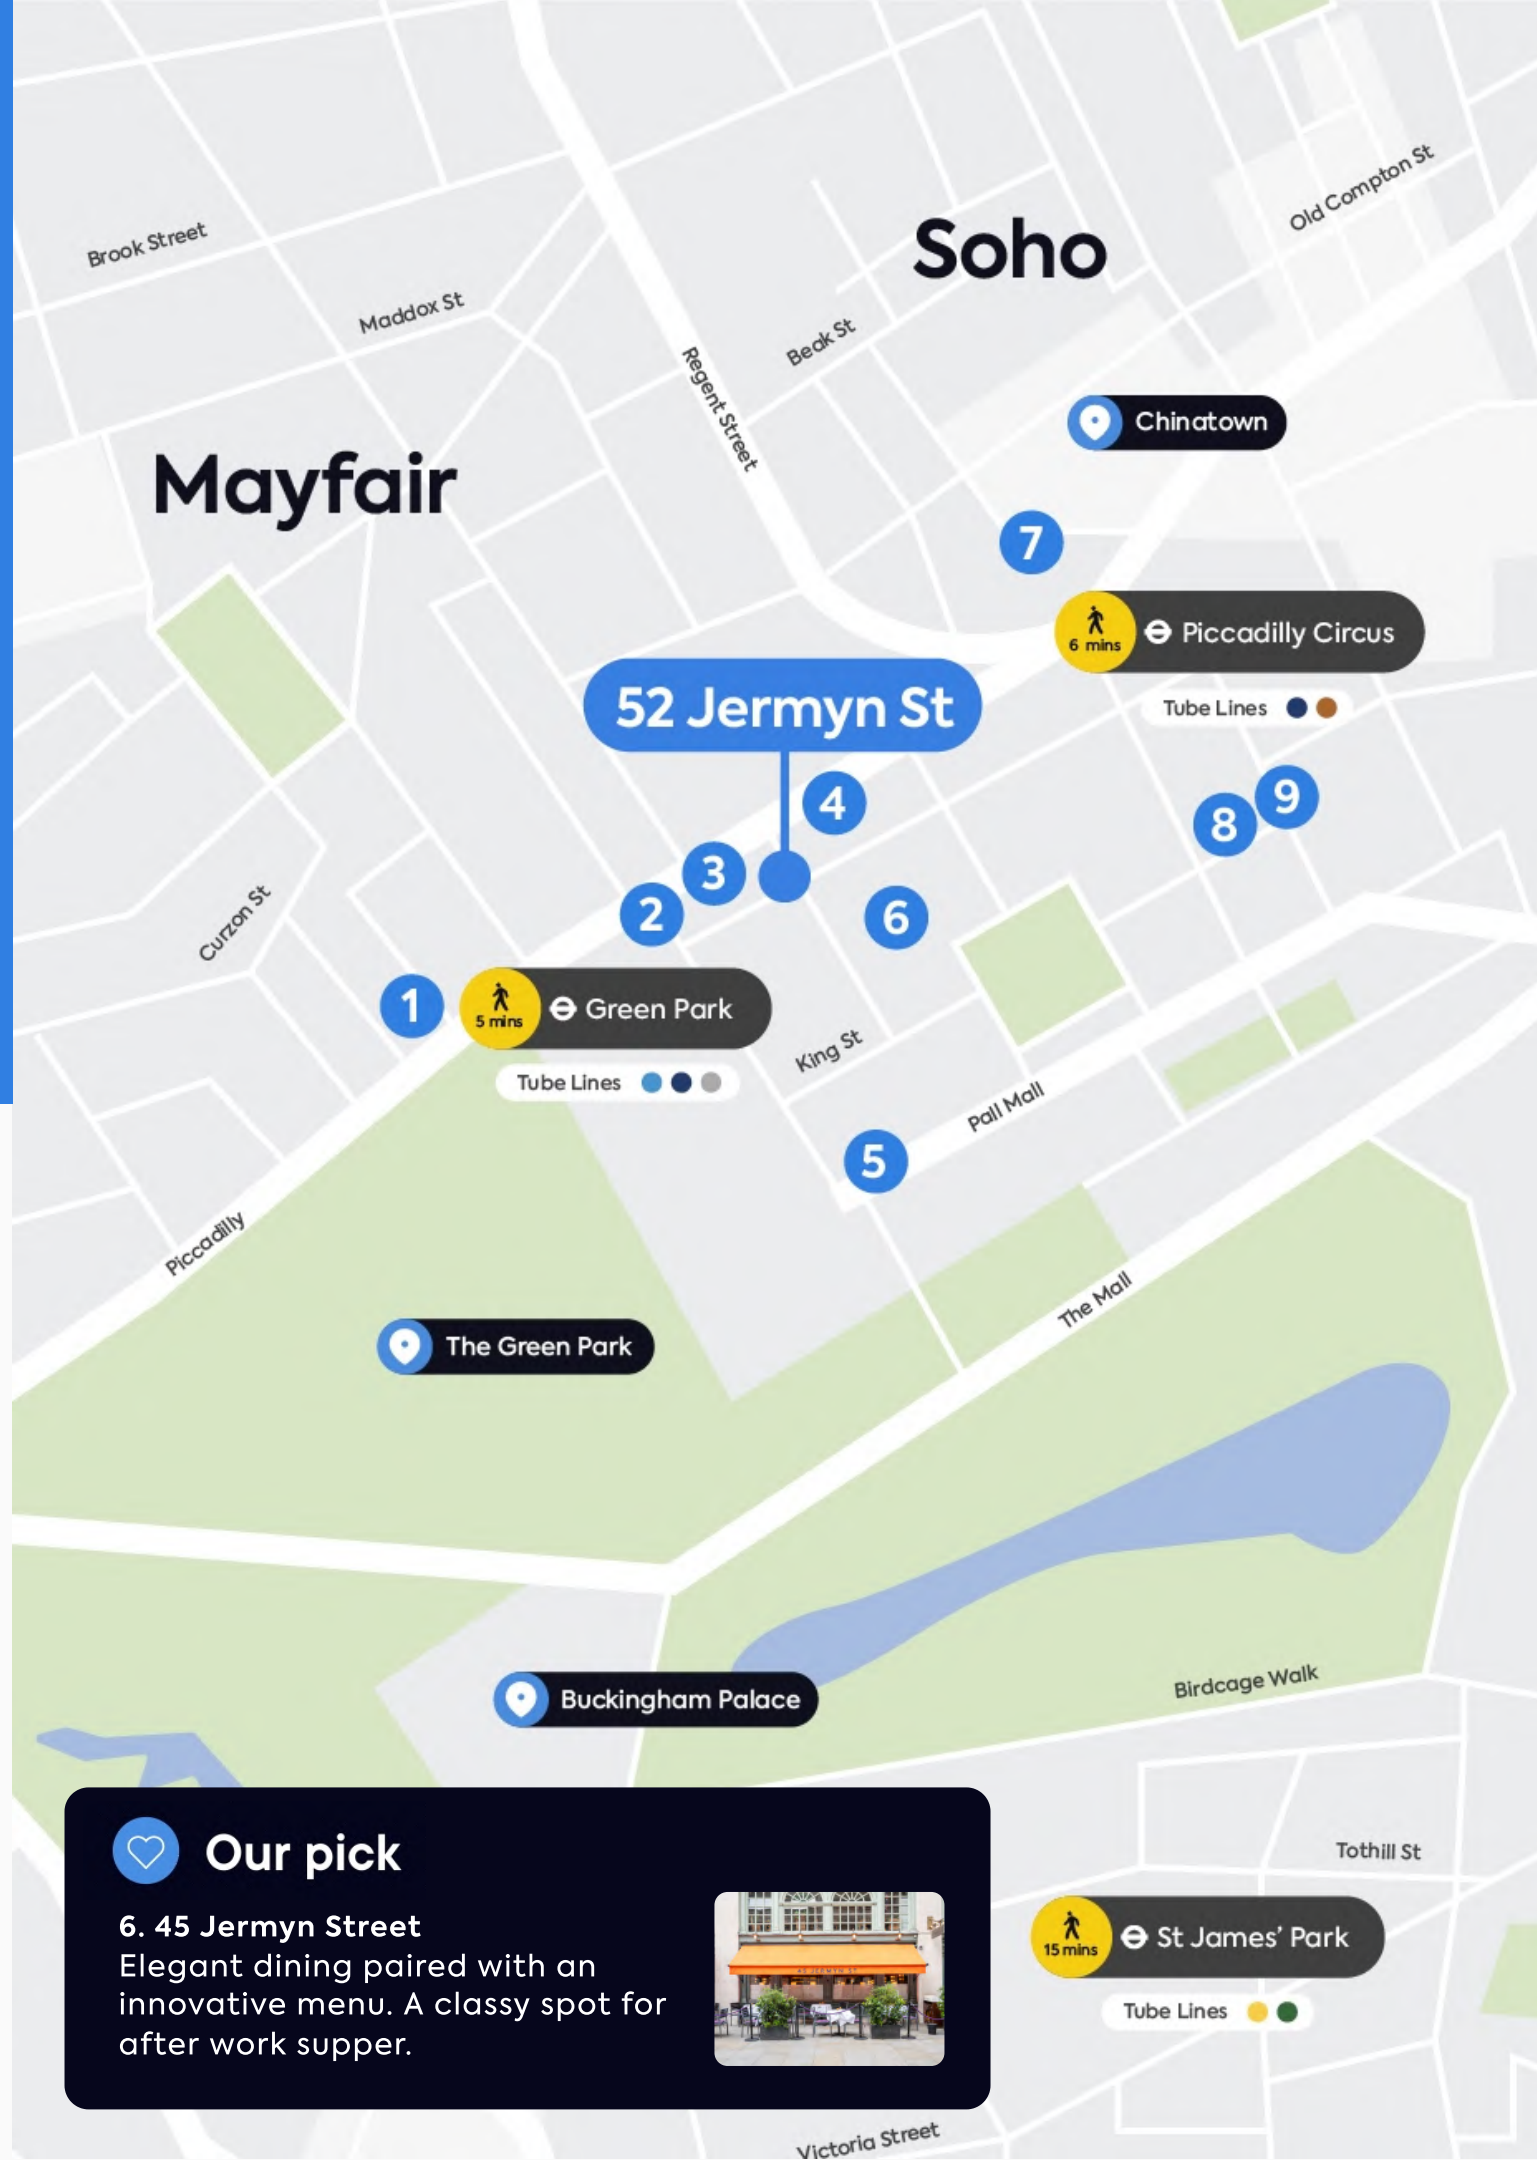 Old Compton St
Soho
Brook Street
Maddox St
Beak St
Regent Street
Chinatown
Mayfair
7
6 mins
Piccadilly Circus
52 Jermyn St
Tube Lines
4
9
8
3
2
6
Curzon St
1
5 mins
Green Park
King St
Tube Lines
Pall Mall
5
Piccadilly
The Mall
The Green Park
Birdcage Walk
Buckingham Palace
Our pick
Tothill St
6. 45 Jermyn Street
Elegant dining paired with an
innovative menu. A classy spot for
after work supper.
15 mins
St James’ Park
Tube Lines
45 JERMYN ST
Victoria Street